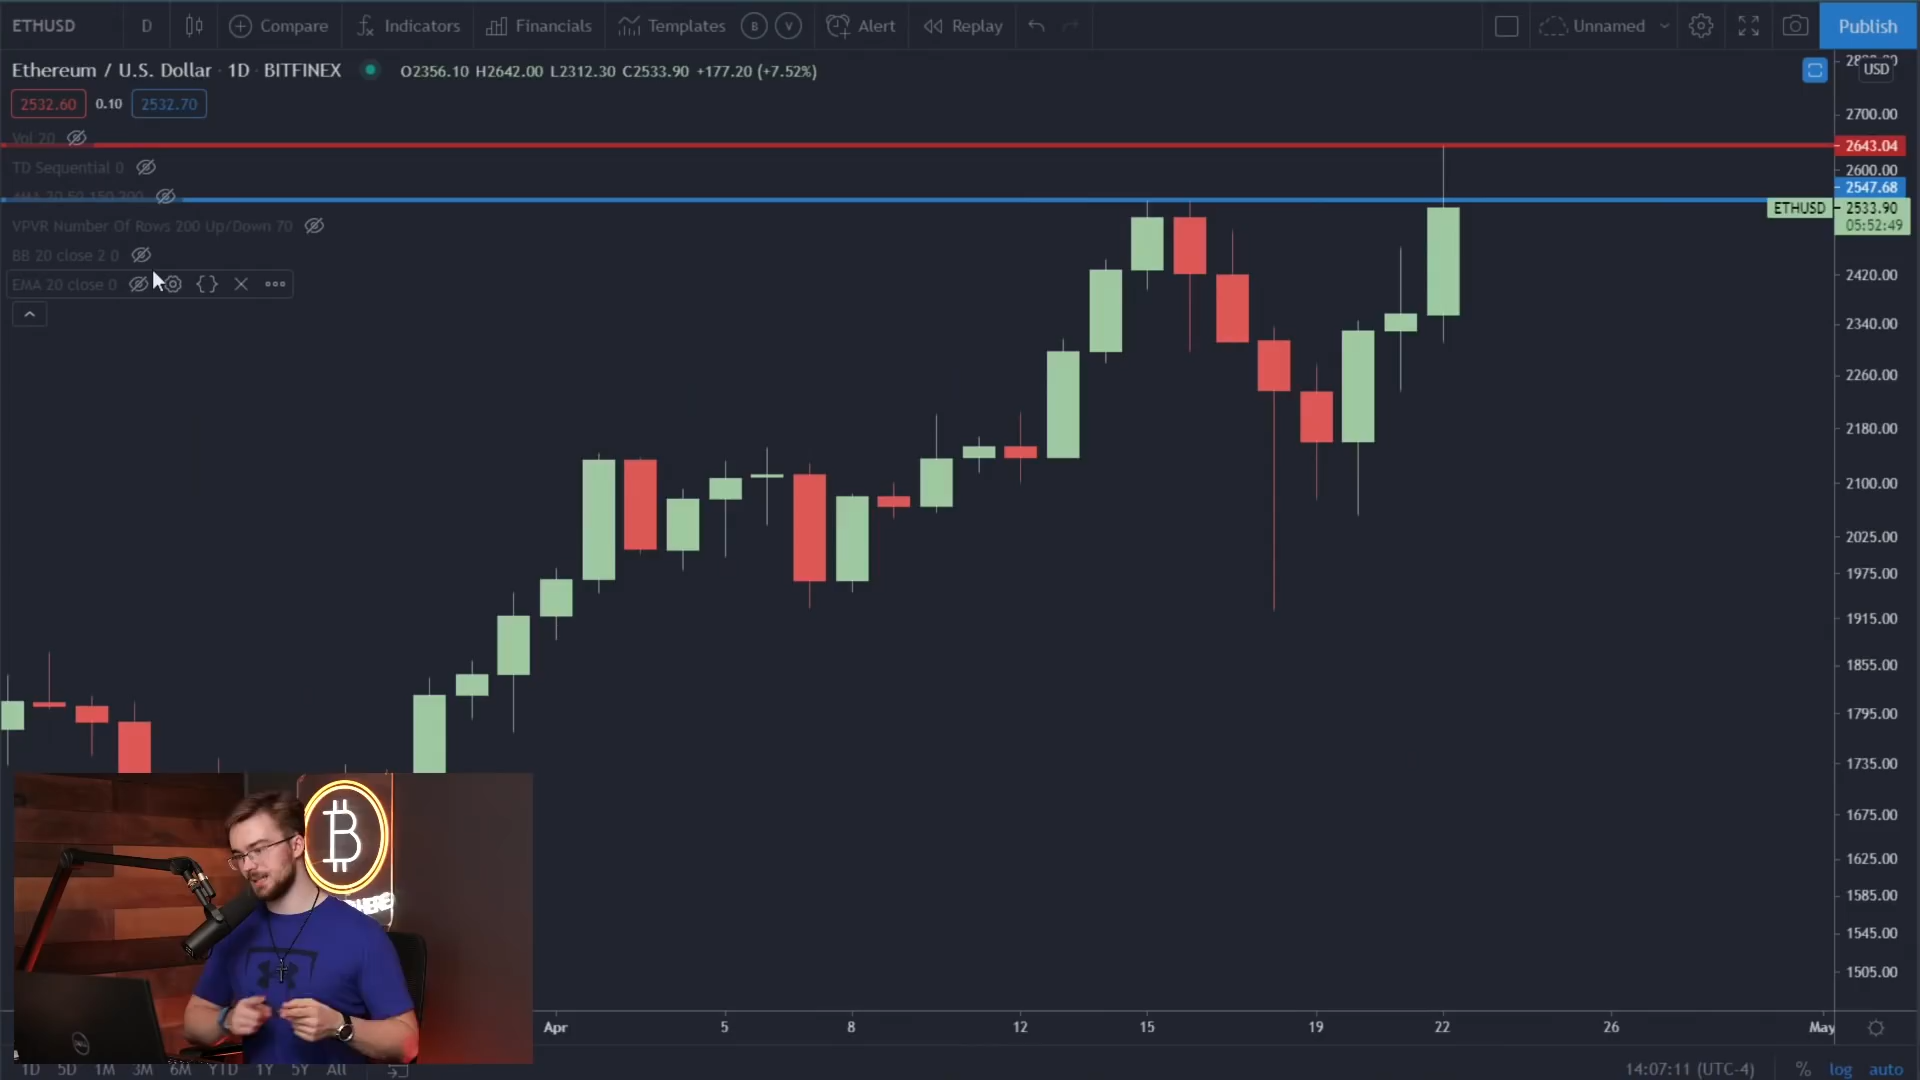 ETHUSD D Compare Indicators Financials Templates B V Alert Replay Unnamed Publish
Ethereum / U.S. Dollar · 1D · BITFINEX O2356.10 H2642.00 L2312.30 C2533.90 +177.20 (+7.52%)
USD
2532.60 0.10 2532.70
Vol 20
TD Sequential 0
VPVR Number Of Rows 200 Up/Down 70
BB 20 close 2 0
EMA 20 close 0
2700.00
2643.04
2600.00
2547.68
ETHUSD 2533.90
05:52:49
2420.00
2340.00
2260.00
2180.00
2100.00
2025.00
1975.00
1915.00
1855.00
1795.00
1735.00
1675.00
1625.00
1585.00
1545.00
1505.00
Apr 5 8 12 15 19 22 26 May
1D 5D 1M 3M 6M YTD 1Y 5Y All
14:07:11 (UTC-4) % log auto
DELL